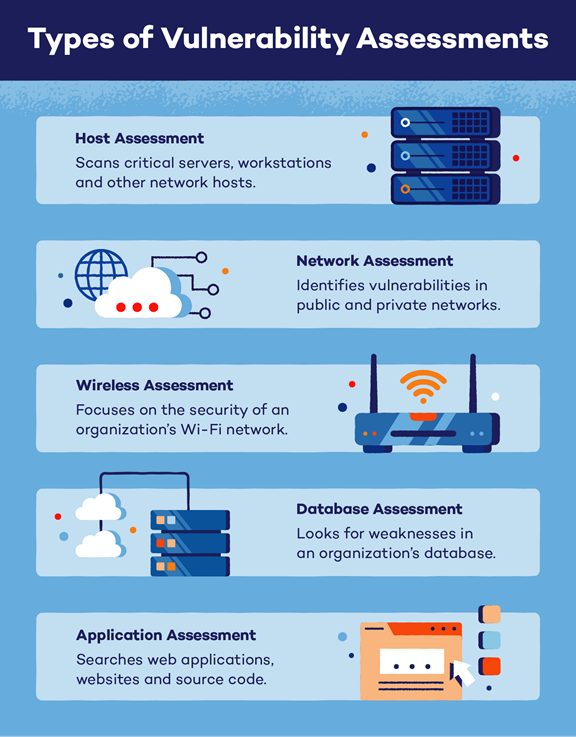 Types of Vulnerability Assessments
Host Assessment
Scans critical servers, workstations
and other network hosts.
Network Assessment
Identifies vulnerabilities in
public and private networks.
Wireless Assessment
Focuses on the security of an
organization's Wi-Fi network.
Database Assessment
Looks for weaknesses in
an organization's database.
Application Assessment
Searches web applications,
websites and source code.